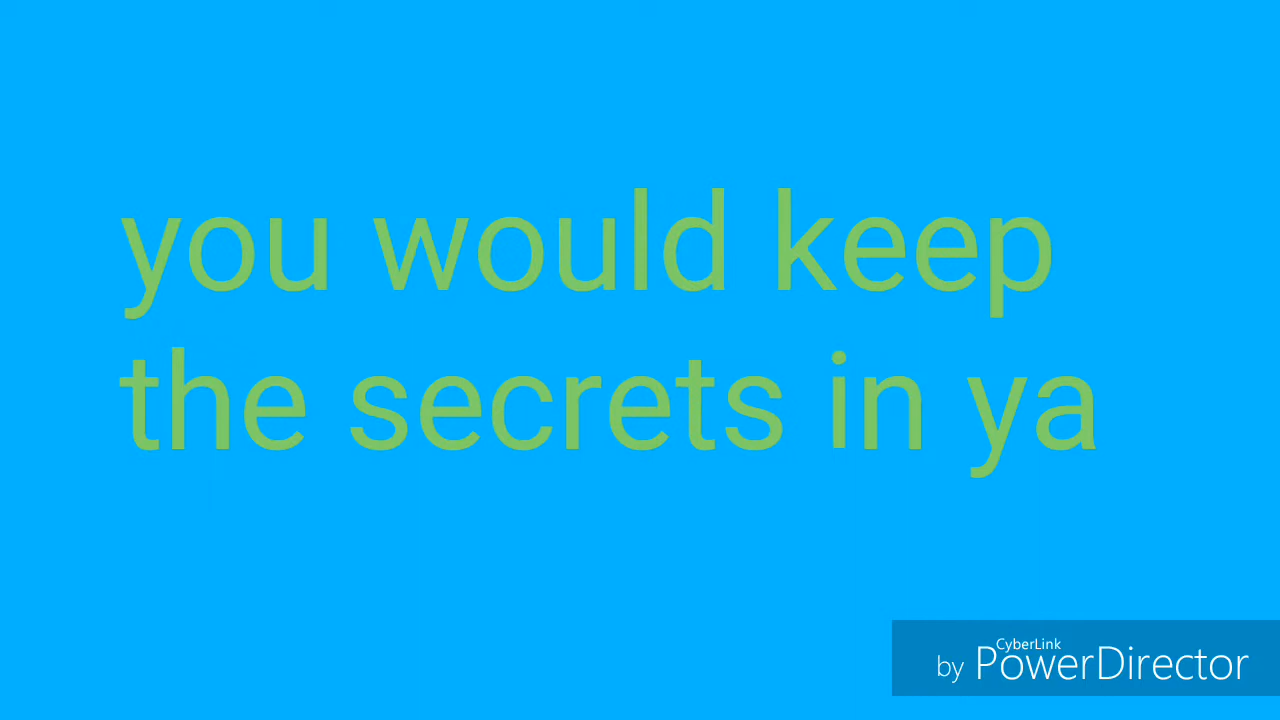 you would keep
the secrets in ya
CyberLink
by PowerDirector